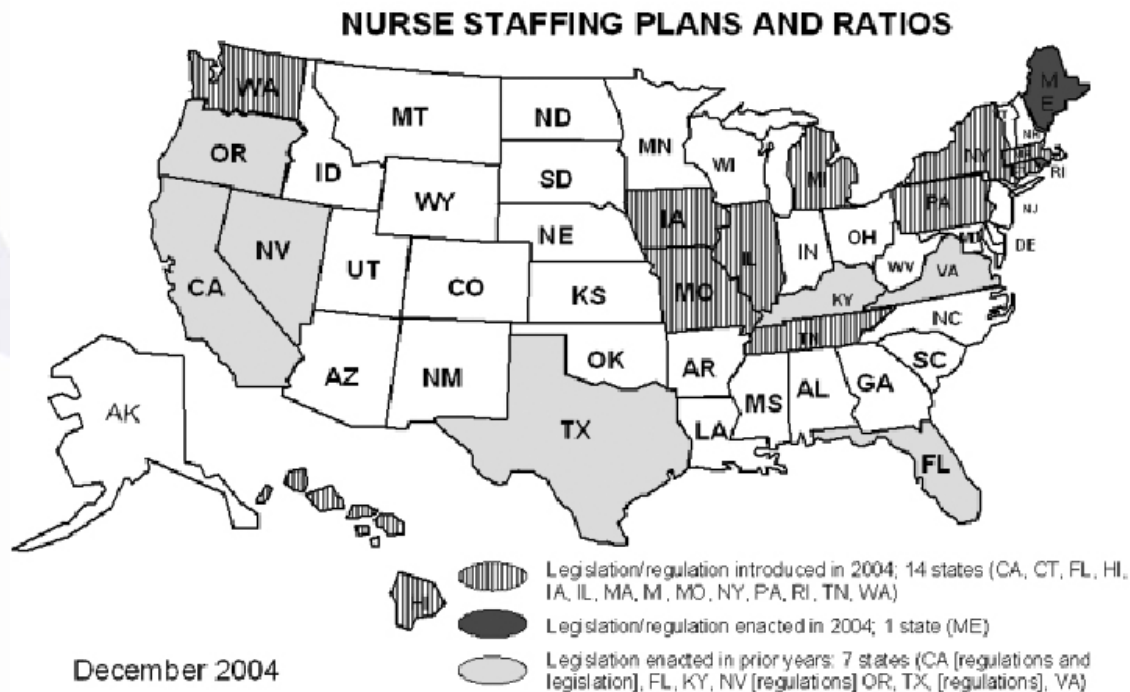 NURSE STAFFING PLANS AND RATIOS
WA
ME
MT
ND
OR
MN
ID
SD
WI
NY
NH
MI
RI
WY
IA
PA
NJ
NE
OH
NV
IL
IN
MD
DE
UT
WV
VA
CA
CO
KS
MO
KY
NC
TN
OK
AZ
NM
AR
SC
AK
MS
AL
GA
TX
LA
FL
HI
Legislation/regulation introduced in 2004; 14 states (CA, CT, FL, HI,
IA, IL, MA, MI, MO, NY, PA, RI, TN, WA)
Legislation/regulation enacted in 2004; 1 state (ME)
Legislation enacted in prior years: 7 states (CA [regulations and
legislation], FL, KY, NV [regulations] OR, TX, [regulations], VA)
December 2004